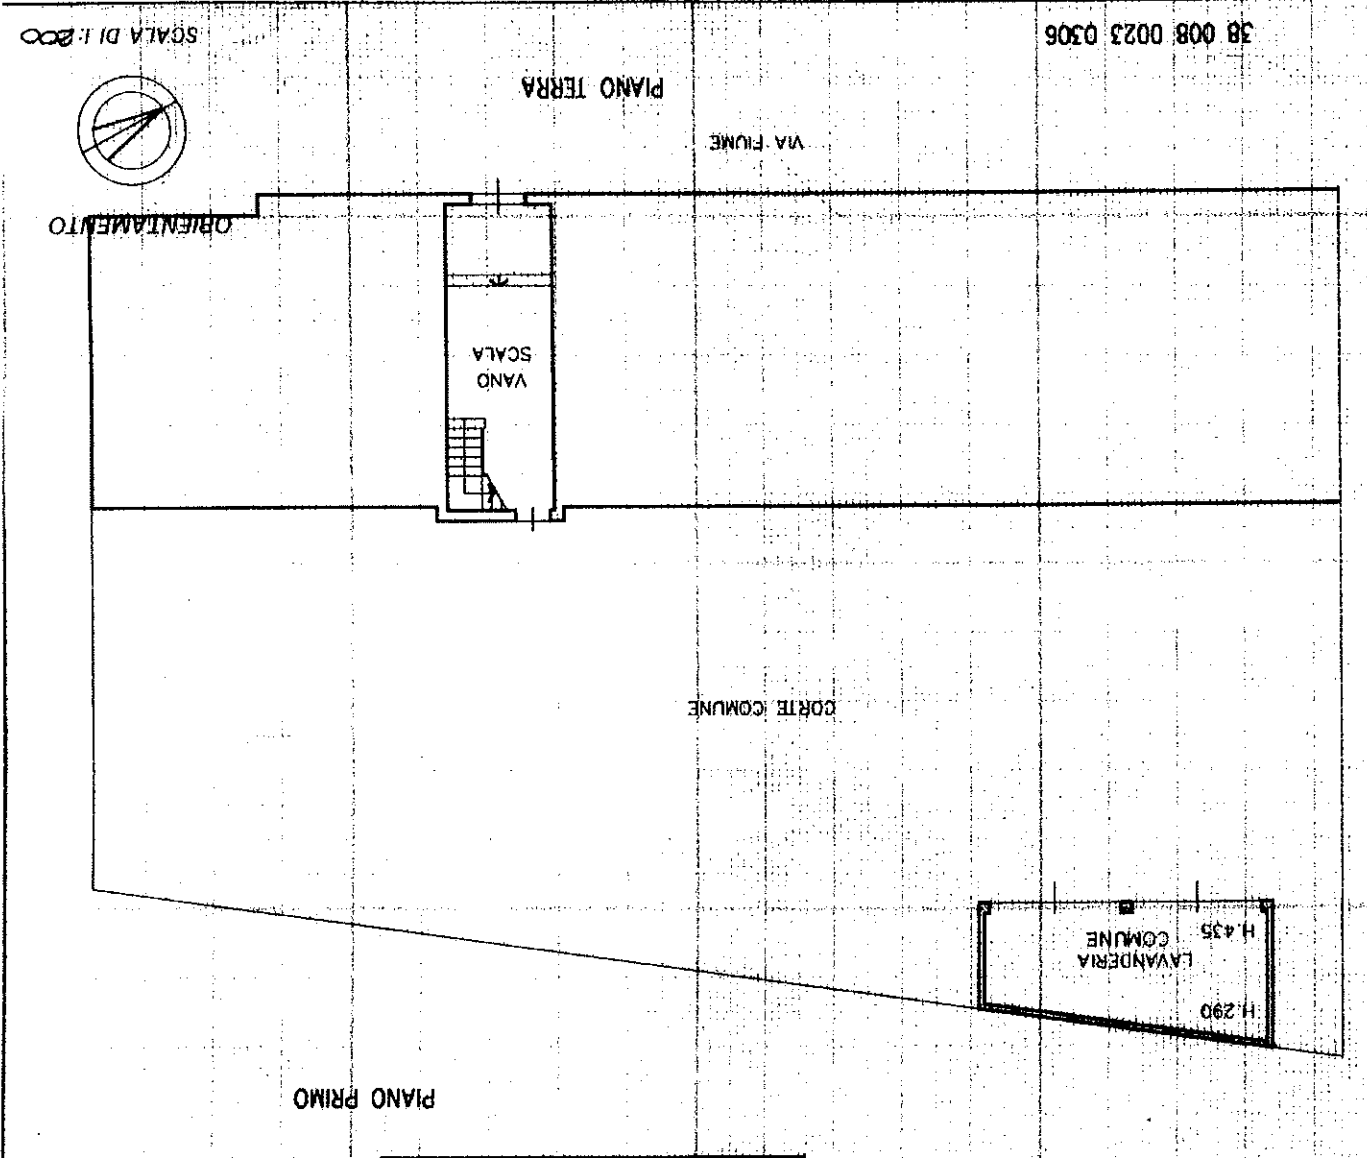 PIANO PRIMO
H.290
LAVANDERIA
COMUNE
H.435
CORTE COMUNE
VANO
SCALA
ORIENTAMENTO
VIA FIUME
PIANO TERRA
38 008 0023 0306
SCALA DI 1:200